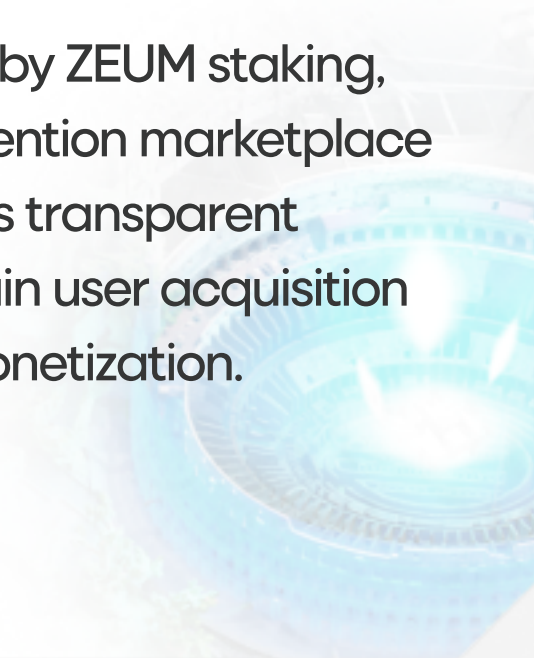 by ZEUM staking,
ention marketplace
s transparent
in user acquisition
onetization.